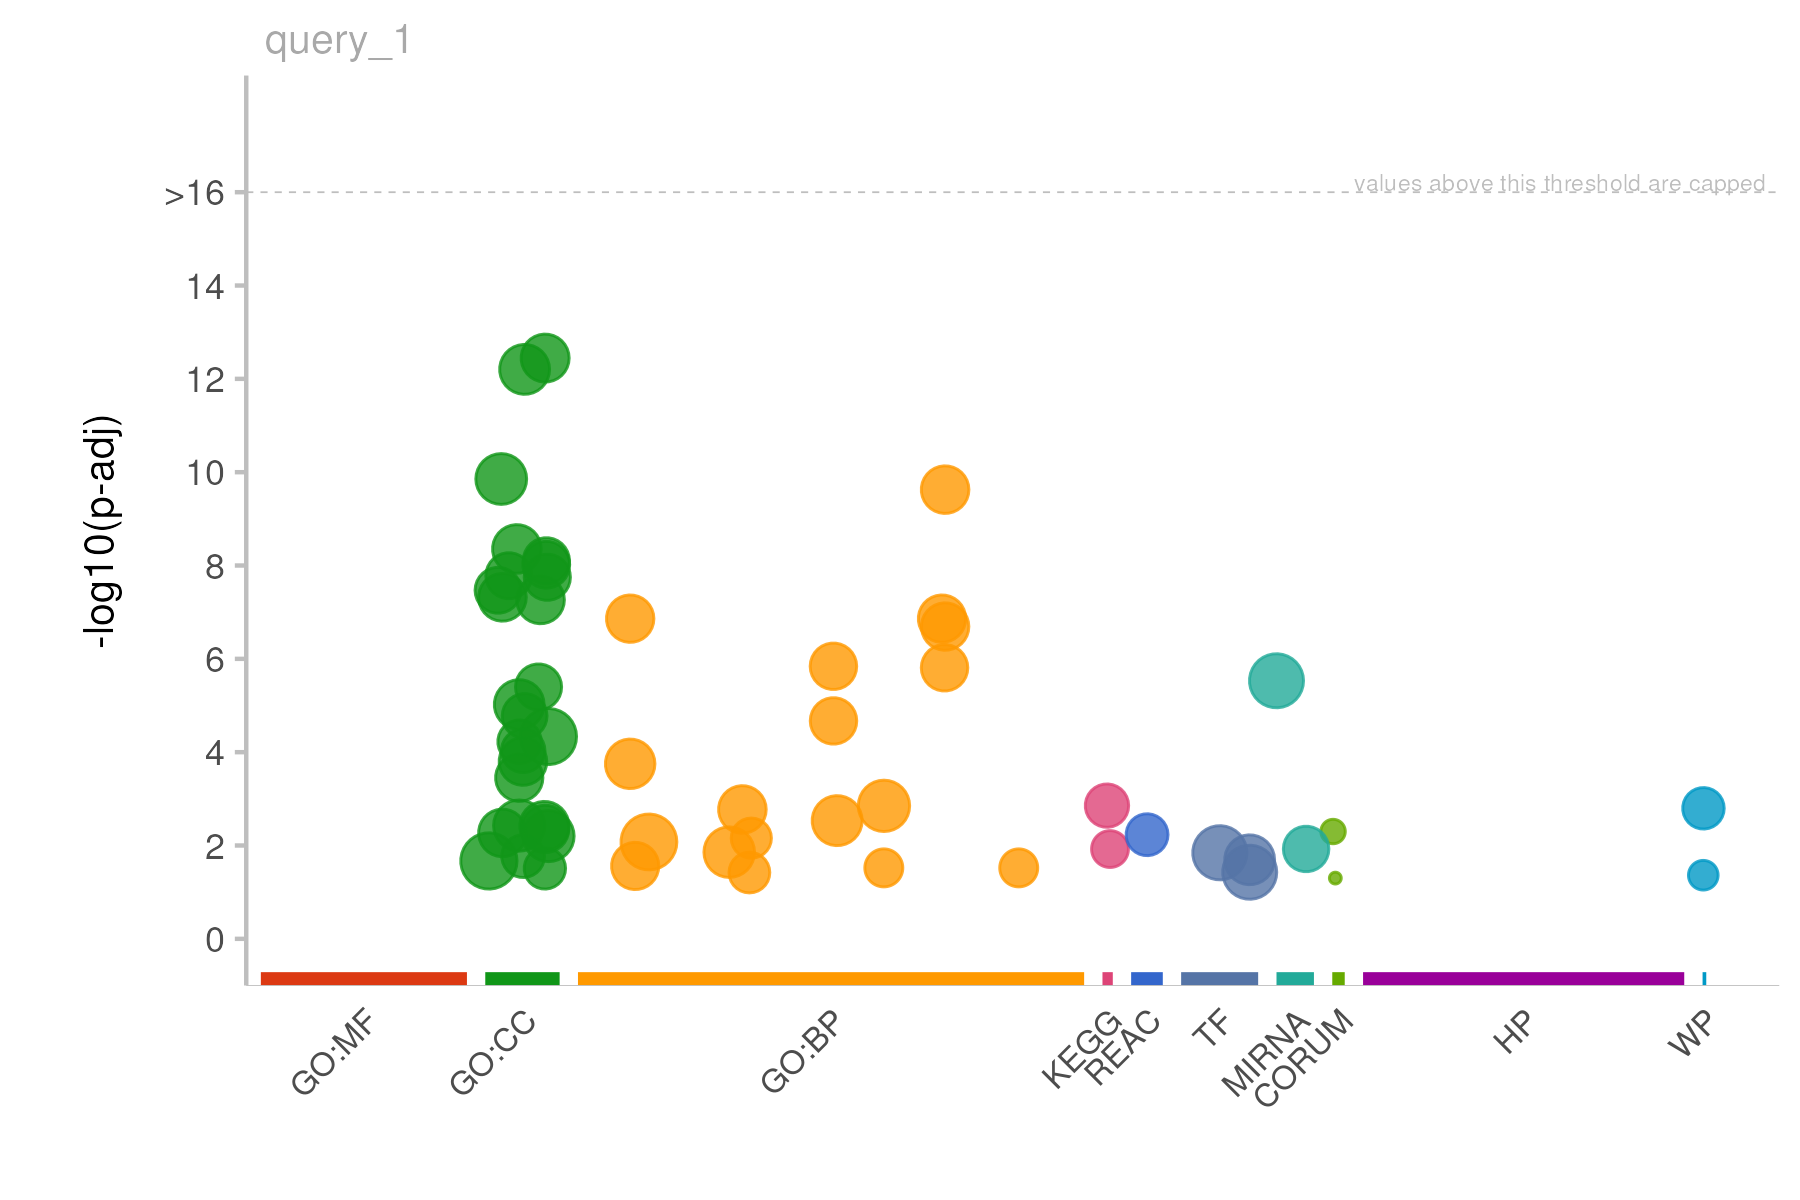 query_1
values above this threshold are capped
>16
14
12
10
8
6
4
2
0
-log10(p-adj)
GO:MF
GO:CC
GO:BP
KEGG
REAC
TF
MIRNA
CORUM
HP
WP